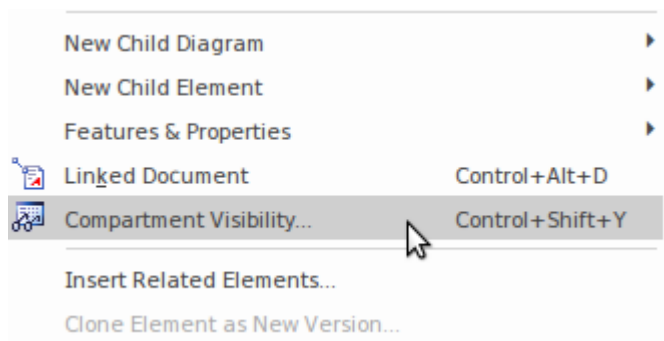 New Child Diagram
New Child Element
Features & Properties
Linked Document Control+Alt+D
Compartment Visibility... Control+Shift+Y
Insert Related Elements...
Clone Element as New Version...